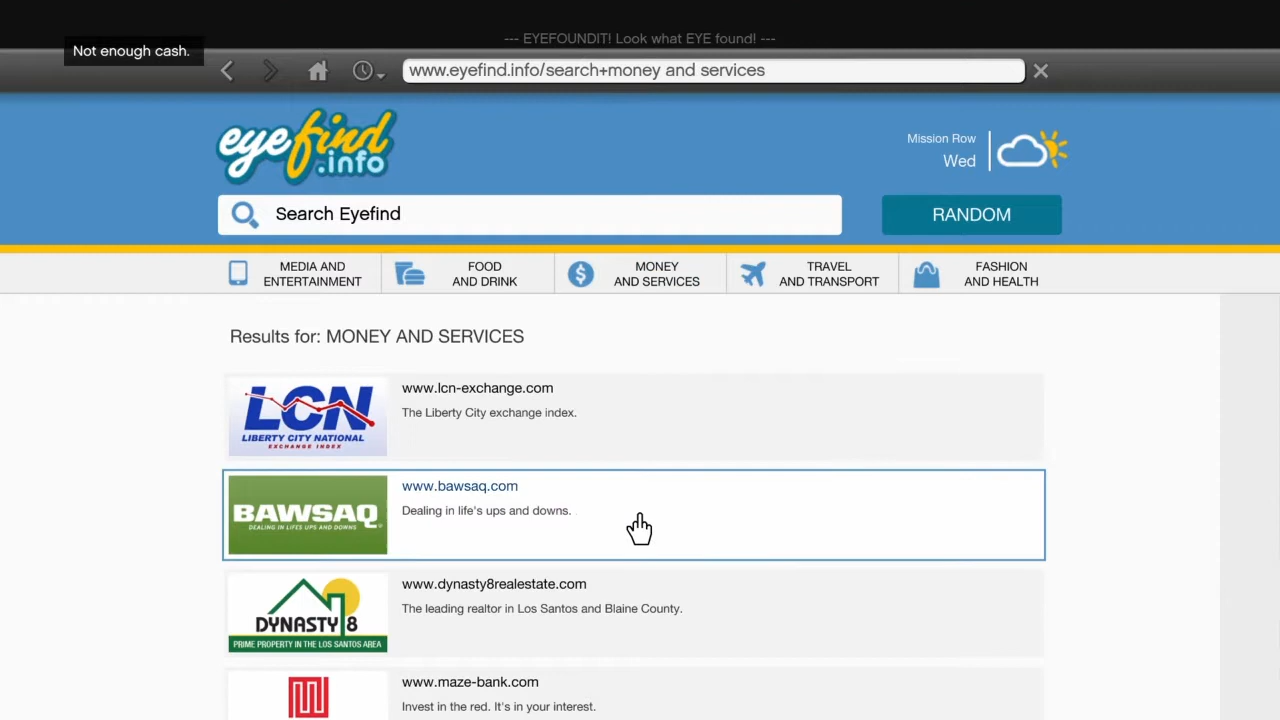 --- EYEFOUNDIT! Look what EYE found! ---
Not enough cash.
www.eyefind.info/search+money and services
eyefind
.info
Mission Row
Wed
Search Eyefind
RANDOM
MEDIA AND
ENTERTAINMENT
FOOD
AND DRINK
MONEY
AND SERVICES
TRAVEL
AND TRANSPORT
FASHION
AND HEALTH
Results for: MONEY AND SERVICES
LCN
LIBERTY CITY NATIONAL
EXCHANGE INDEX
www.lcn-exchange.com
The Liberty City exchange index.
BAWSAQ
DEALING IN LIFES UPS AND DOWNS
www.bawsaq.com
Dealing in life's ups and downs.
DYNASTY 8
PRIME PROPERTY IN THE LOS SANTOS AREA
www.dynasty8realestate.com
The leading realtor in Los Santos and Blaine County.
www.maze-bank.com
Invest in the red. It's in your interest.